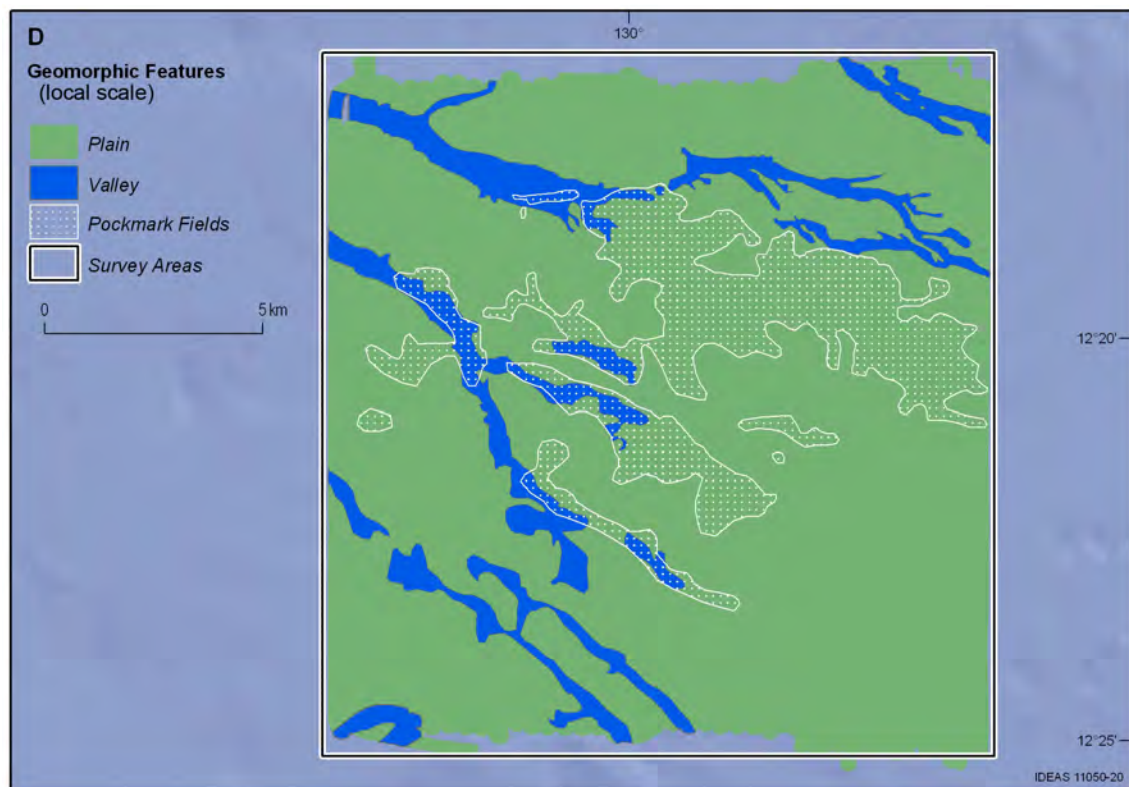 D
130°
Geomorphic Features
(local scale)
Plain
Valley
Pockmark Fields
Survey Areas
0
5 km
12°20'
12°25'
IDEAS 11050-20